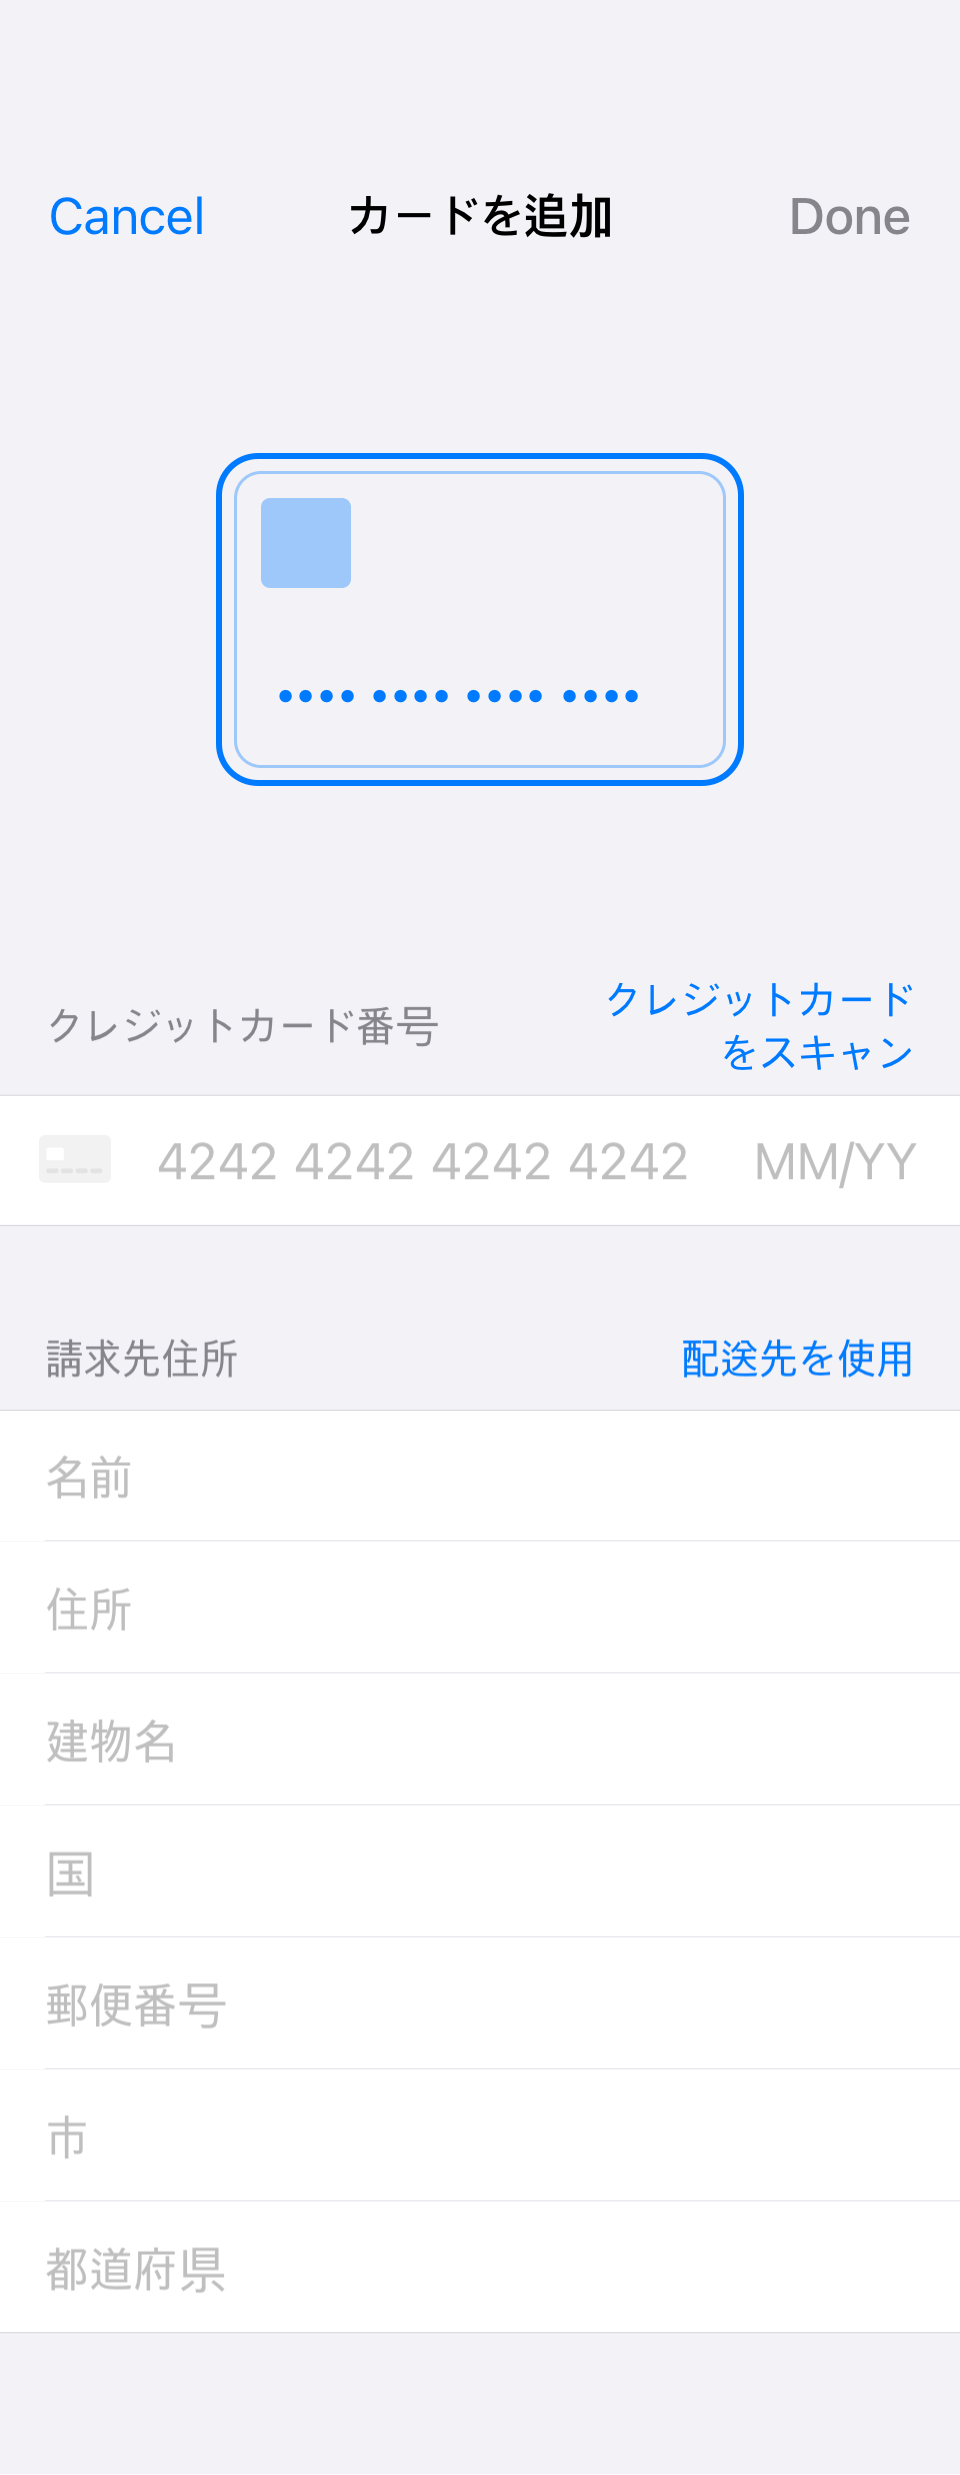 Cancel
カードを追加
Done
•••• •••• •••• ••••
クレジットカード番号
クレジットカード
をスキャン
4242 4242 4242 4242
MM/YY
請求先住所
配送先を使用
名前
住所
建物名
国
郵便番号
市
都道府県